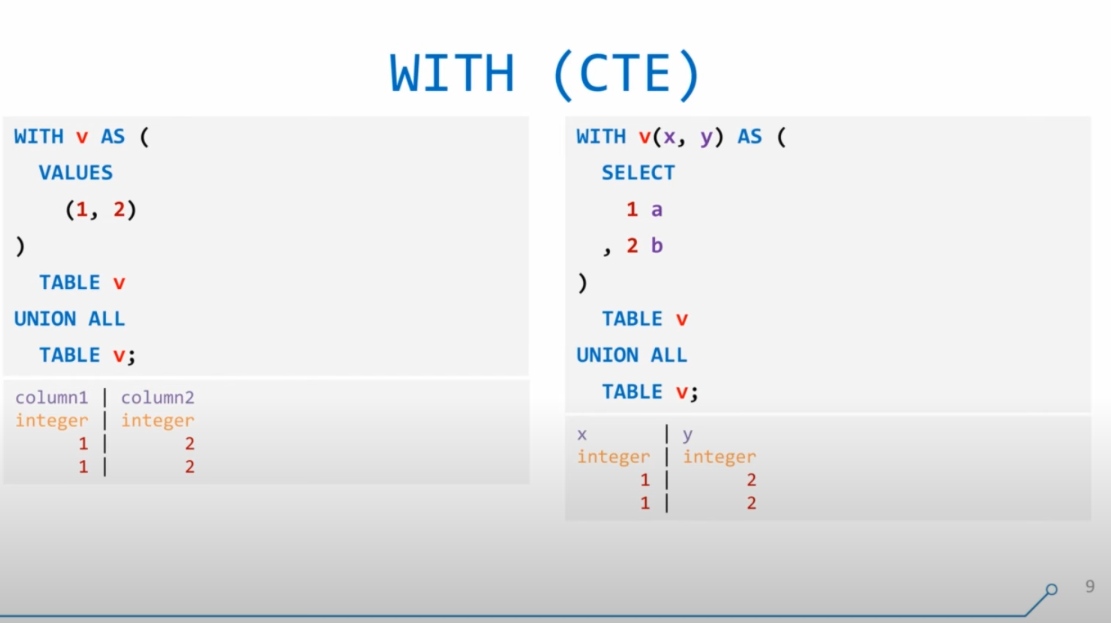 WITH (CTE)
WITH v AS (
VALUES
(1, 2)
)
TABLE v
UNION ALL
TABLE v;
column1 | column2
integer | integer
1 | 2
1 | 2
WITH v(x, y) AS (
SELECT
1 a
, 2 b
)
TABLE v
UNION ALL
TABLE v;
x | y
integer | integer
1 | 2
1 | 2
9